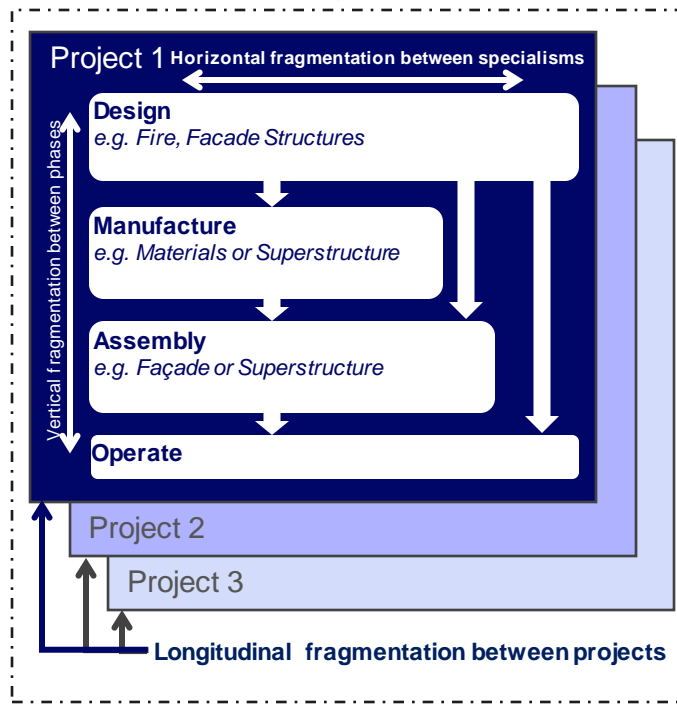 Project 1
Horizontal fragmentation between specialisms
Vertical fragmentation between phases
Design
e.g. Fire, Facade Structures
Manufacture
e.g. Materials or Superstructure
Assembly
e.g. Façade or Superstructure
Operate
Project 2
Project 3
Longitudinal fragmentation between projects